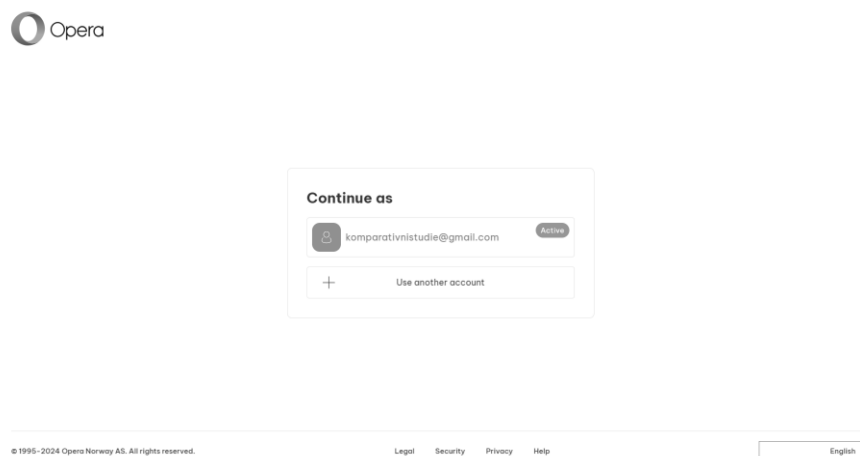 Opera
Continue as
komparativnistudie@gmail.com
Active
Use another account
© 1995-2024 Opera Norway AS. All rights reserved.
Legal
Security
Privacy
Help
English